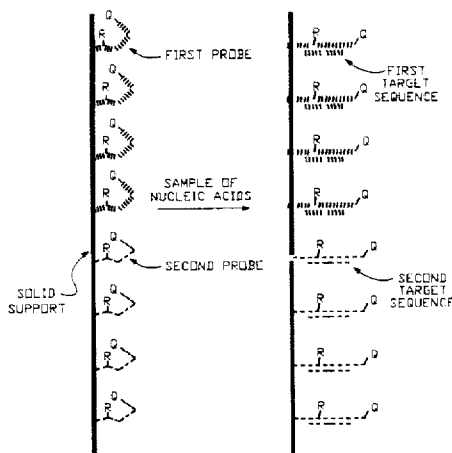 Q
R
FIRST PROBE
Q
R
Q
R
Q
R
SAMPLE OF
NUCLEIC ACIDS
Q
R
SECOND PROBE
SOLID
SUPPORT
Q
R
Q
R
Q
R
R
Q
FIRST
TARGET
SEQUENCE
R
Q
R
Q
R
Q
R
Q
SECOND
TARGET
SEQUENCE
R
Q
R
Q
R
Q